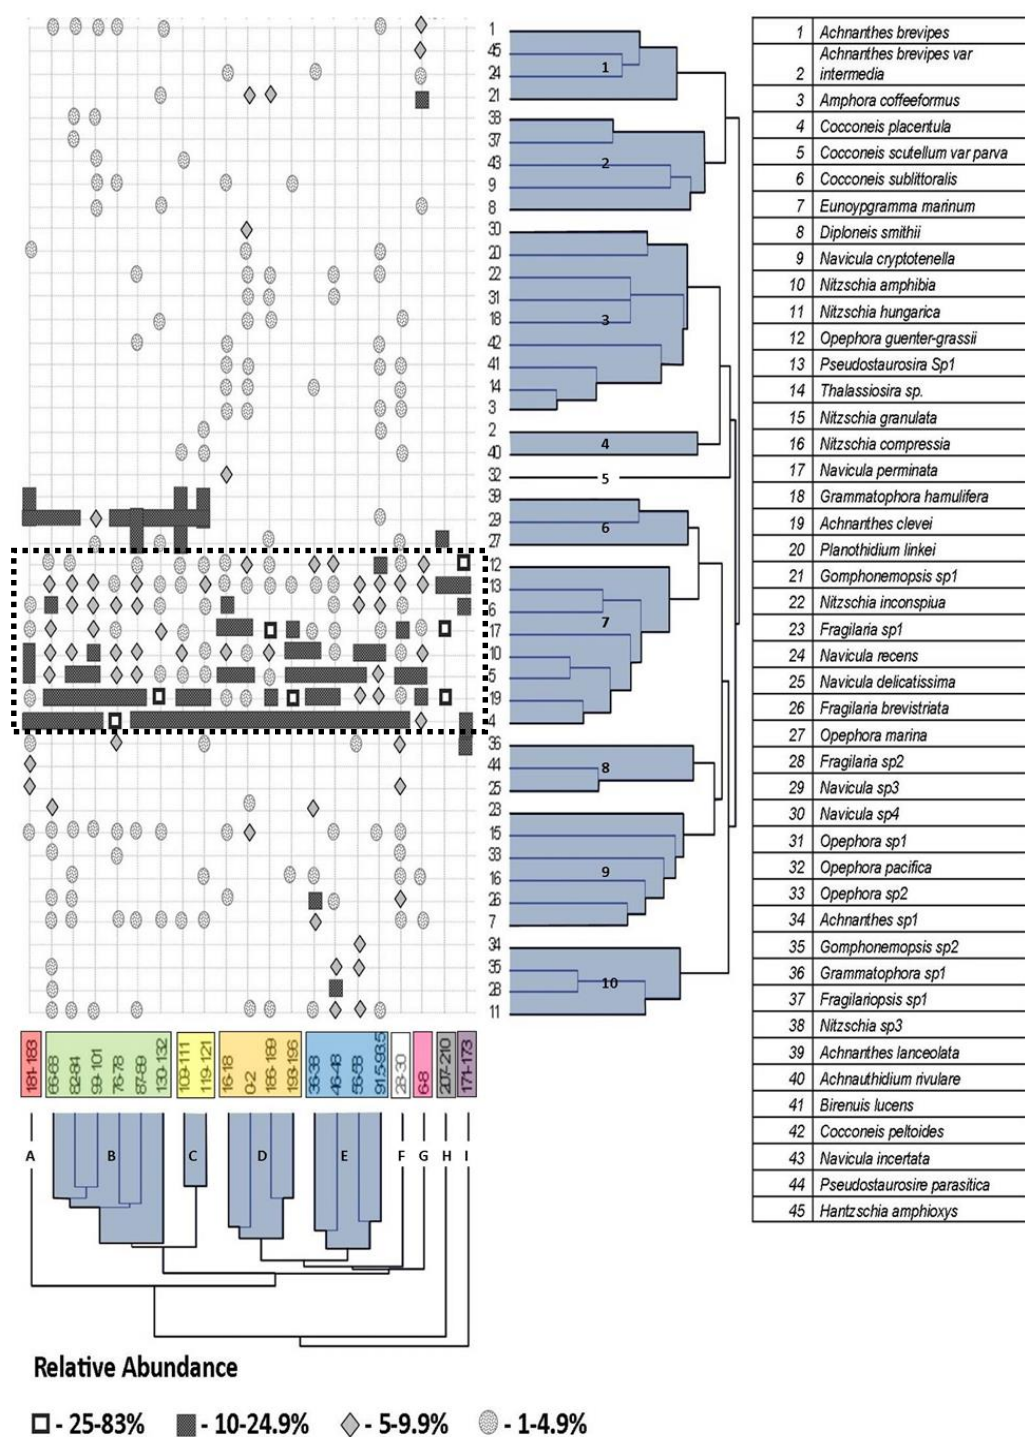 1
45
24
21
38
37
43
9
8
30
20
22
31
18
42
41
14
3
2
40
32
39
29
27
12
13
6
17
10
5
19
4
36
44
25
23
15
33
16
26
7
34
35
28
11
1
2
3
4
5
6
7
8
9
10
1 Achnanthes brevipes
Achnanthes brevipes var
2 intermedia
3 Amphora coffeeformus
4 Cocconeis placentula
5 Cocconeis scutellum var parva
6 Cocconeis sublittoralis
7 Eunoypgramma marinum
8 Diploneis smithii
9 Navicula cryptotenella
10 Nitzschia amphibia
11 Nitzschia hungarica
12 Opephora guenter-grassii
13 Pseudostaurosira Sp1
14 Thalassiosira sp.
15 Nitzschia granulata
16 Nitzschia compressia
17 Navicula perminata
18 Grammatophora hamulifera
19 Achnanthes clevei
20 Planothidium linkei
21 Gomphonemopsis sp1
22 Nitzschia inconspiua
23 Fragilaria sp1
24 Navicula recens
25 Navicula delicatissima
26 Fragilaria brevistriata
27 Opephora marina
28 Fragilaria sp2
29 Navicula sp3
30 Navicula sp4
31 Opephora sp1
32 Opephora pacifica
33 Opephora sp2
34 Achnanthes sp1
35 Gomphonemopsis sp2
36 Grammatophora sp1
37 Fragilariopsis sp1
38 Nitzschia sp3
39 Achnanthes lanceolata
40 Achnauthidium rivulare
41 Birenuis lucens
42 Cocconeis peltoides
43 Navicula incertata
44 Pseudostaurosire parasitica
45 Hantzschia amphioxys
181-183
66-68
82-84
99-101
76-78
87-89
130-132
109-111
119-121
16-18
0-2
186-189
193-196
36-38
46-48
56-58
91.5-93.5
28-30
6-8
207-210
171-173
A B C D E F G H I
Relative Abundance
- 25-83% - 10-24.9% - 5-9.9% - 1-4.9%